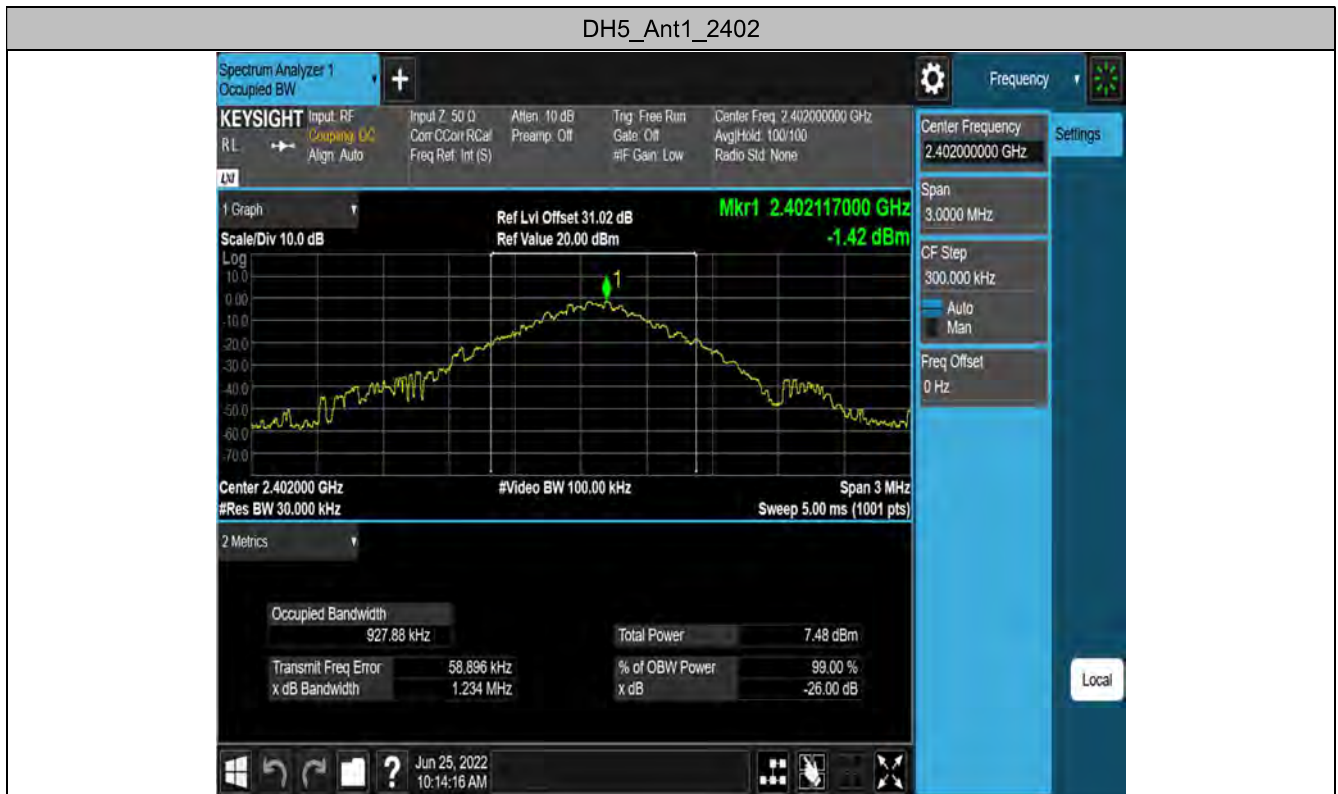 DH5_Ant1_2402
Spectrum Analyzer 1
Occupied BW
Frequency
KEYSIGHT
RL
LXI
Input: RF
Coupling: DC
Align: Auto
Input Z: 50 Ω
Corr CCorr RCal
Freq Ref: Int (S)
Atten: 10 dB
Preamp: Off
Trig: Free Run
Gate: Off
#IF Gain: Low
Center Freq: 2.402000000 GHz
Avg|Hold: 100/100
Radio Std: None
Center Frequency
2.402000000 GHz
Settings
Span
3.0000 MHz
CF Step
300.000 kHz
Auto
Man
Freq Offset
0 Hz
1 Graph
Scale/Div 10.0 dB
Ref Lvl Offset 31.02 dB
Ref Value 20.00 dBm
Mkr1 2.402117000 GHz
-1.42 dBm
Log
10.0
0.00
-10.0
-20.0
-30.0
-40.0
-50.0
-60.0
-70.0
1
Center 2.402000 GHz
#Video BW 100.00 kHz
Span 3 MHz
#Res BW 30.000 kHz
Sweep 5.00 ms (1001 pts)
2 Metrics
Occupied Bandwidth
927.88 kHz
Total Power 7.48 dBm
Transmit Freq Error 58.896 kHz
% of OBW Power 99.00 %
x dB Bandwidth 1.234 MHz
x dB -26.00 dB
Local
Jun 25, 2022
10:14:16 AM